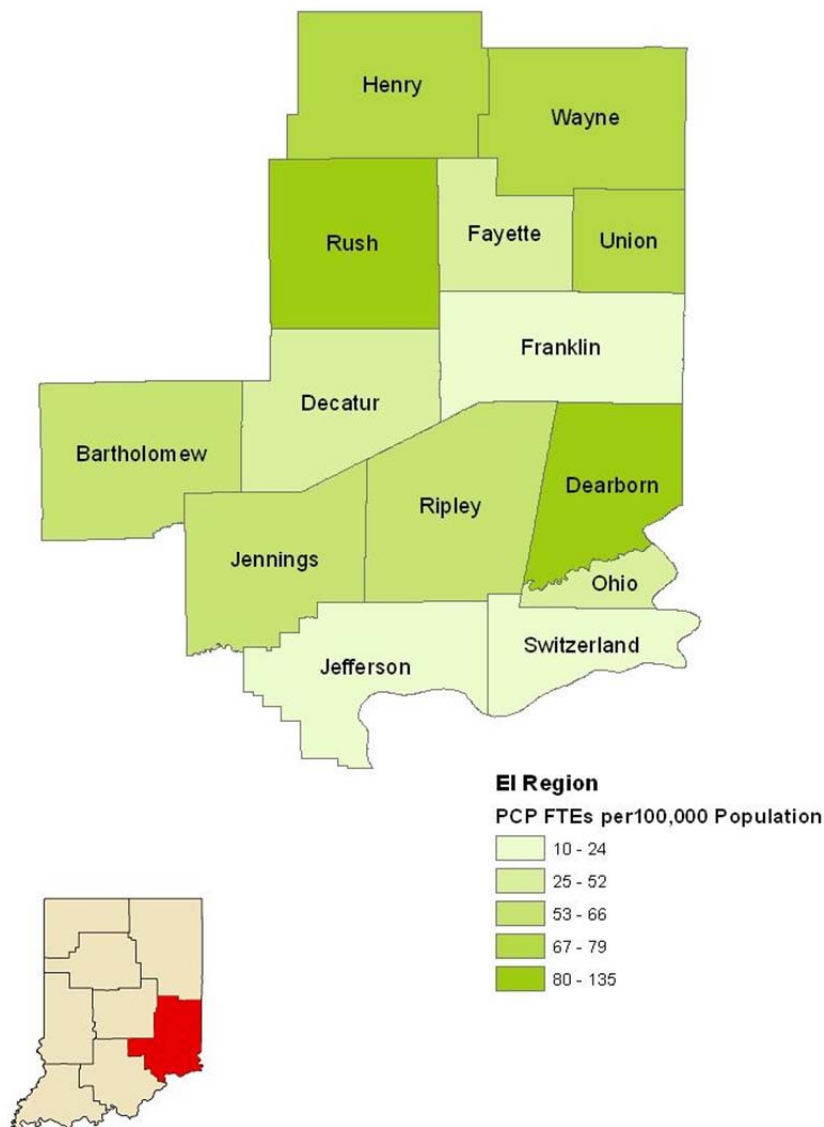 Henry
Wayne
Rush
Fayette
Union
Franklin
Decatur
Bartholomew
Dearborn
Ripley
Jennings
Ohio
Switzerland
Jefferson
EI Region
PCP FTEs per100,000 Population
10 - 24
25 - 52
53 - 66
67 - 79
80 - 135